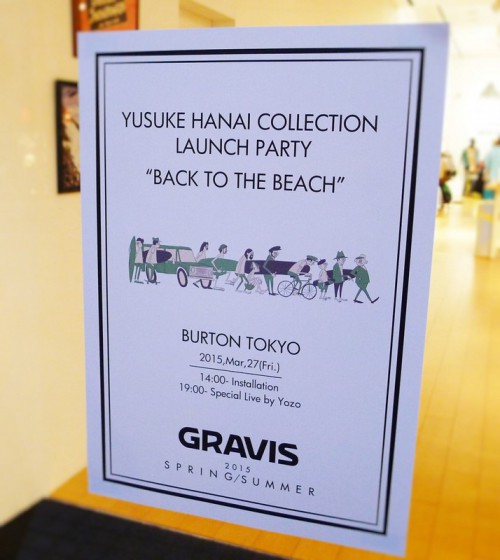 YUSUKE HANAI COLLECTION
LAUNCH PARTY
“BACK TO THE BEACH”
BURTON TOKYO
2015,Mar,27(Fri.)
14:00- Installation
19:00- Special Live by Yozo
GRAVIS
2015
SPRING/SUMMER